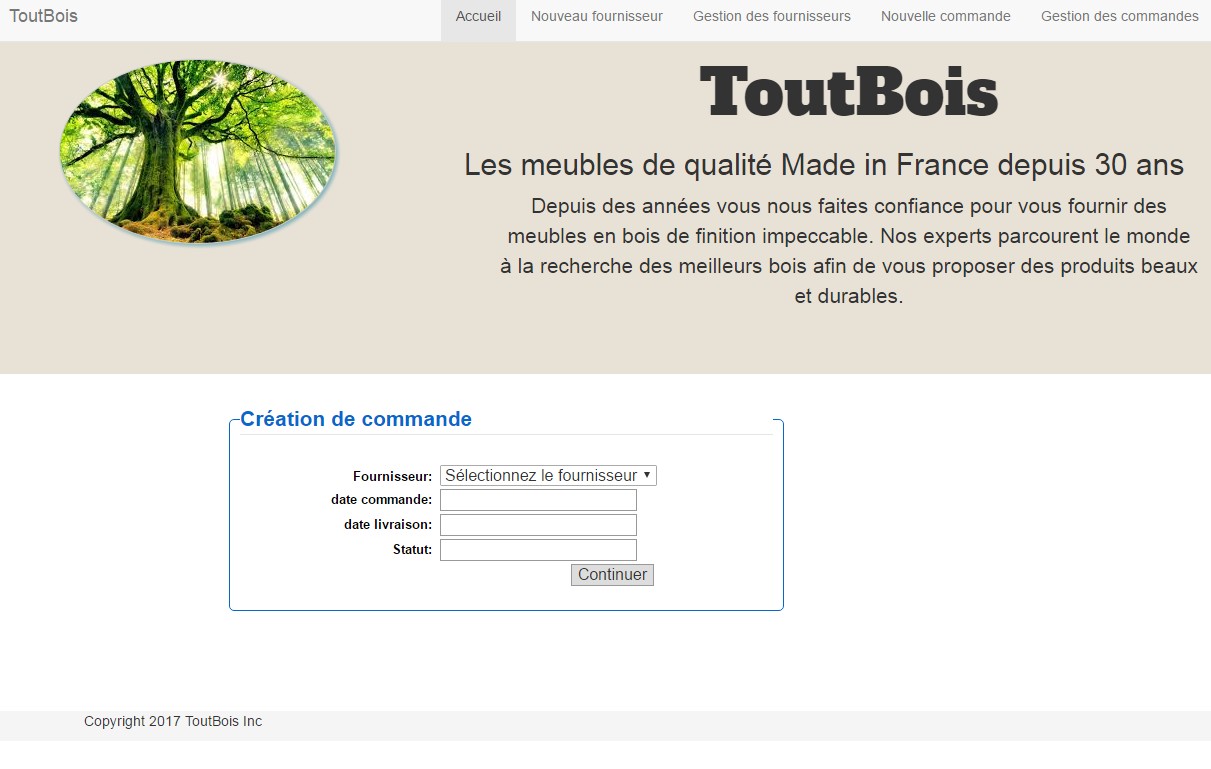 ToutBois Accueil Nouveau fournisseur Gestion des fournisseurs Nouvelle commande Gestion des commandes
ToutBois
Les meubles de qualité Made in France depuis 30 ans
Depuis des années vous nous faites confiance pour vous fournir des
meubles en bois de finition impeccable. Nos experts parcourent le monde
à la recherche des meilleurs bois afin de vous proposer des produits beaux
et durables.
Création de commande
Fournisseur: Sélectionnez le fournisseur
date commande:
date livraison:
Statut:
Continuer
Copyright 2017 ToutBois Inc